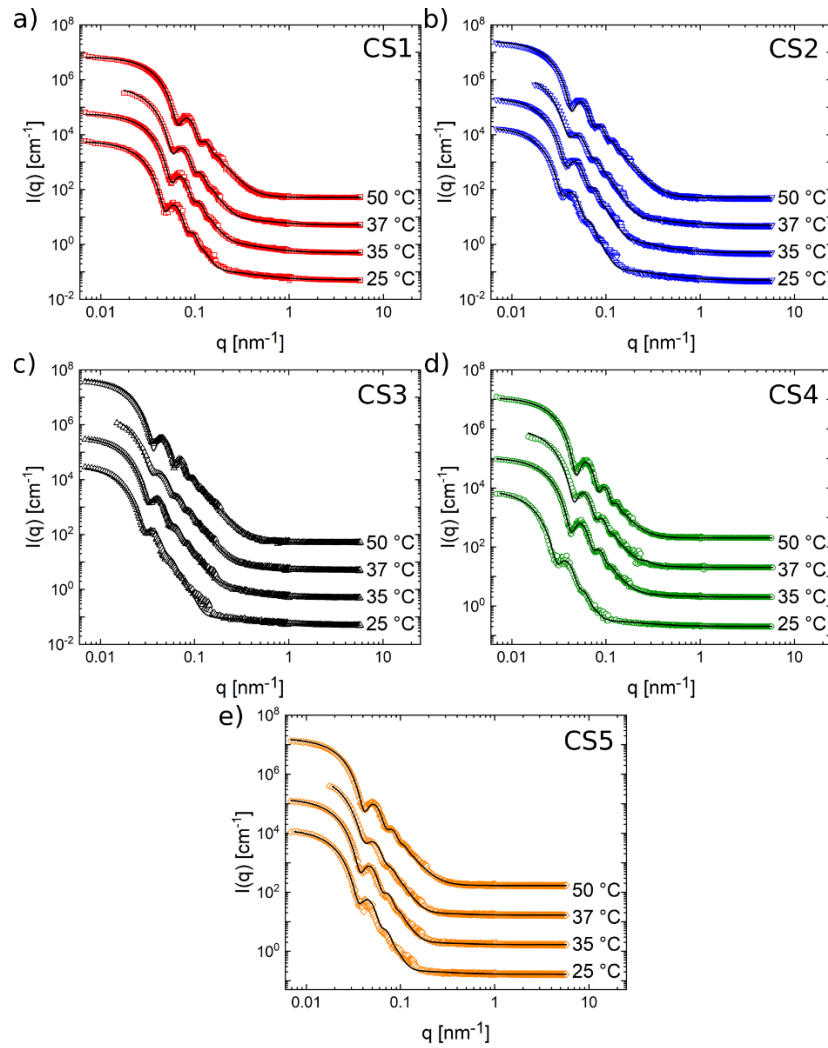 a)
CS1
10^8
10^6
10^4
10^2
10^0
10^-2
I(q) [cm^-1]
50 °C
37 °C
35 °C
25 °C
0.01 0.1 1 10
q [nm^-1]
b)
CS2
10^8
10^6
10^4
10^2
10^0
10^-2
I(q) [cm^-1]
50 °C
37 °C
35 °C
25 °C
0.01 0.1 1 10
q [nm^-1]
c)
CS3
10^8
10^6
10^4
10^2
10^0
10^-2
I(q) [cm^-1]
50 °C
37 °C
35 °C
25 °C
0.01 0.1 1 10
q [nm^-1]
d)
CS4
10^8
10^6
10^4
10^2
10^0
I(q) [cm^-1]
50 °C
37 °C
35 °C
25 °C
0.01 0.1 1 10
q [nm^-1]
e)
CS5
10^8
10^6
10^4
10^2
10^0
I(q) [cm^-1]
50 °C
37 °C
35 °C
25 °C
0.01 0.1 1 10
q [nm^-1]